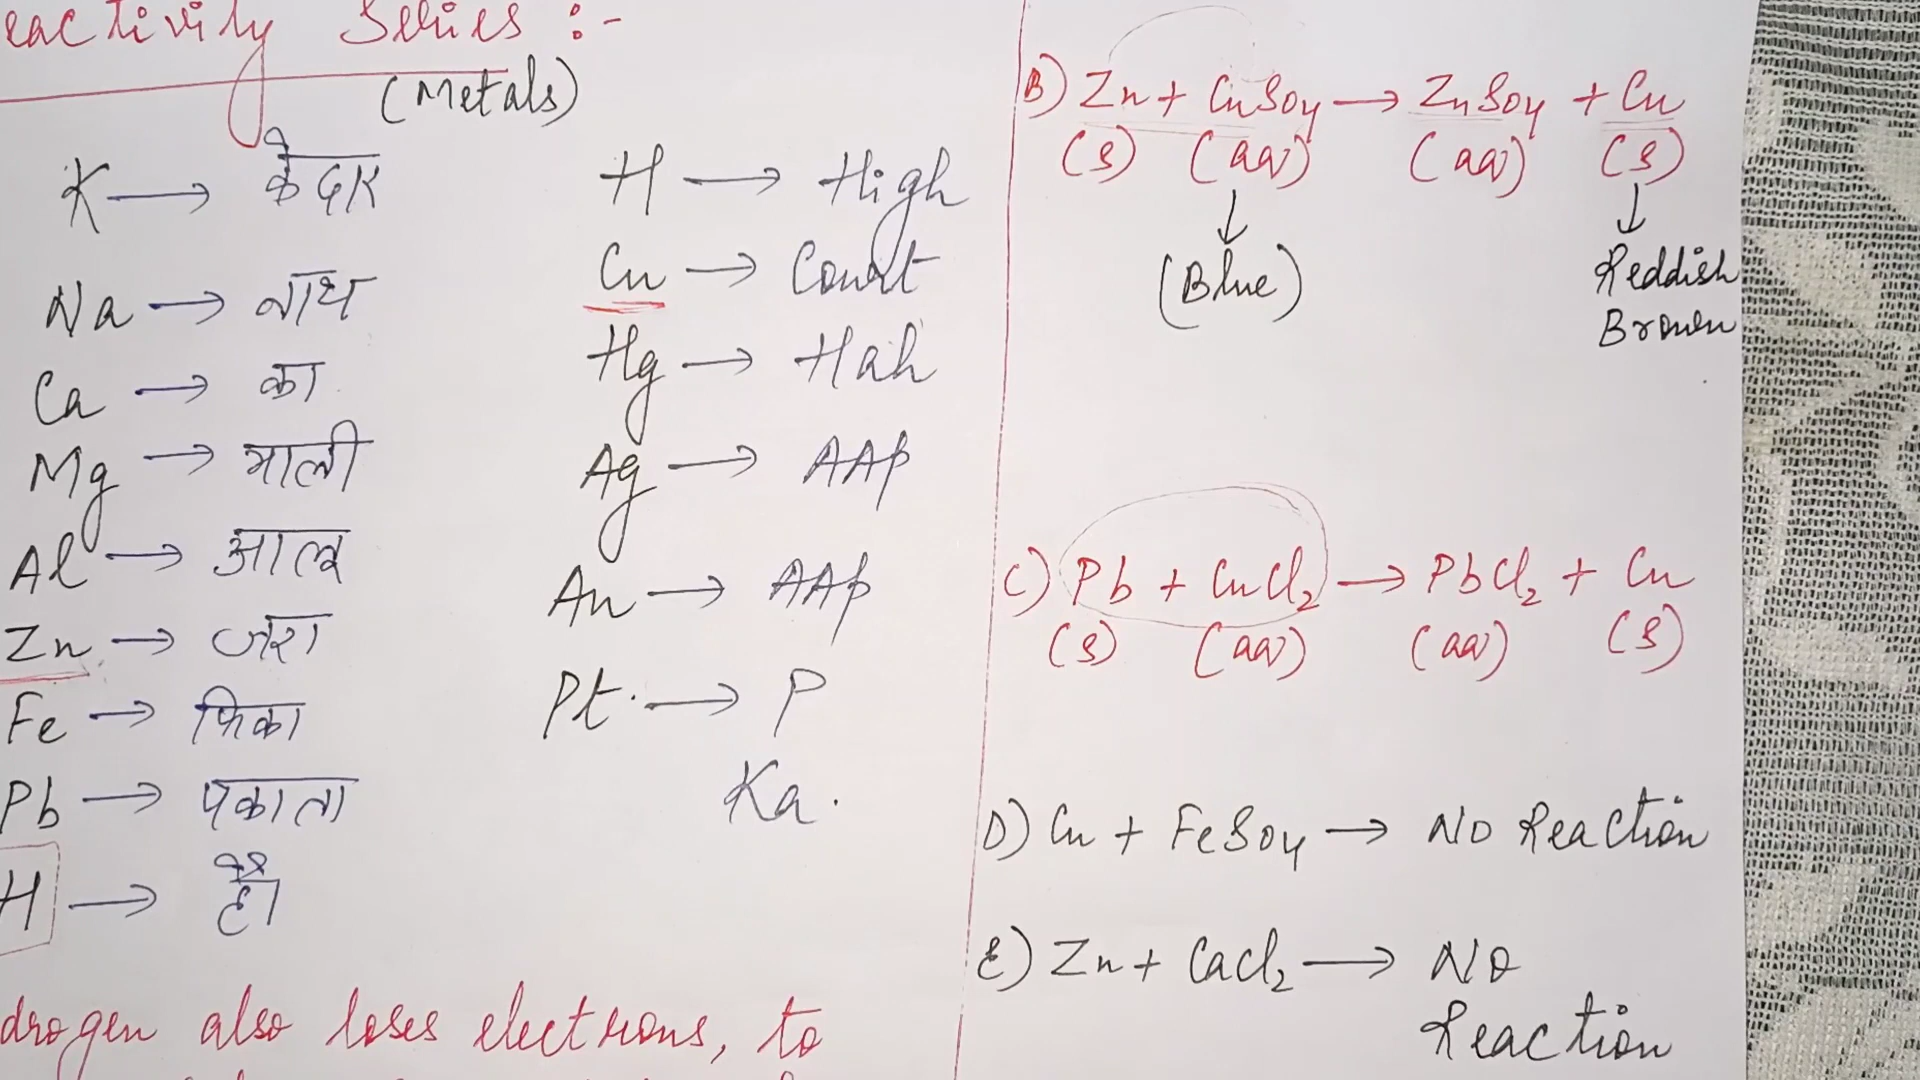 eactivity Series :-
(Metals)
K → केदार
Na → नाथ
Ca → का
Mg → माली
Al → आलू
Zn → जरा
Fe → फिका
Pb → पकाता
H → है।
H → High
Cu → Court
Hg → Hah
Ag → AAp
Au → AAp
Pt. → P
Ka.
drogen also loses electrons, to
B) Zn + CuSO4 → ZnSO4 + Cu
(s) (aq) (aq) (s)
↓ ↓
(Blue) Reddish
Brown
C) Pb + CuCl2 → PbCl2 + Cu
(s) (aq) (aq) (s)
D) Cu + FeSO4 → No Reaction
E) Zn + CaCl2 → No
Reaction